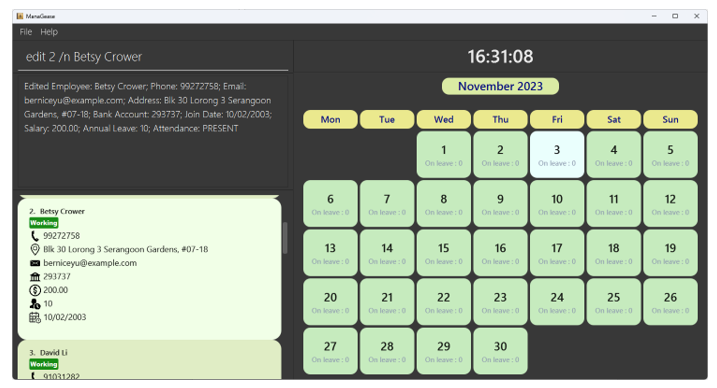 ManaGease
File Help
edit 2 /n Betsy Crower
Edited Employee: Betsy Crower; Phone: 99272758; Email:
berniceyu@example.com; Address: Blk 30 Lorong 3 Serangoon
Gardens, #07-18; Bank Account: 293737; Join Date: 10/02/2003;
Salary: 200.00; Annual Leave: 10; Attendance: PRESENT
2. Betsy Crower
Working
99272758
Blk 30 Lorong 3 Serangoon Gardens, #07-18
berniceyu@example.com
293737
200.00
10
10/02/2003
3. David Li
Working
91031282
16:31:08
November 2023
Mon Tue Wed Thu Fri Sat Sun
1 2 3 4 5
On leave : 0 On leave : 0 On leave : 0 On leave : 0 On leave : 0
6 7 8 9 10 11 12
On leave : 0 On leave : 0 On leave : 0 On leave : 0 On leave : 0 On leave : 0 On leave : 0
13 14 15 16 17 18 19
On leave : 0 On leave : 0 On leave : 0 On leave : 0 On leave : 0 On leave : 0 On leave : 0
20 21 22 23 24 25 26
On leave : 0 On leave : 0 On leave : 0 On leave : 0 On leave : 0 On leave : 0 On leave : 0
27 28 29 30
On leave : 0 On leave : 0 On leave : 0 On leave : 0